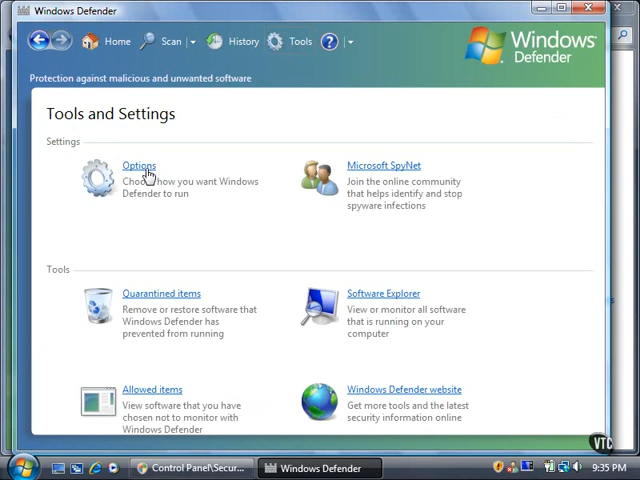 Windows Defender
Home Scan History Tools
Windows Defender
Protection against malicious and unwanted software
Tools and Settings
Settings
Options
Choose how you want Windows
Defender to run
Microsoft SpyNet
Join the online community
that helps identify and stop
spyware infections
Tools
Quarantined items
Remove or restore software that
Windows Defender has
prevented from running
Software Explorer
View or monitor all software
that is running on your
computer
Allowed items
View software that you have
chosen not to monitor with
Windows Defender
Windows Defender website
Get more tools and the latest
security information online
VTC
Control Panel\Secur...
Windows Defender
9:35 PM